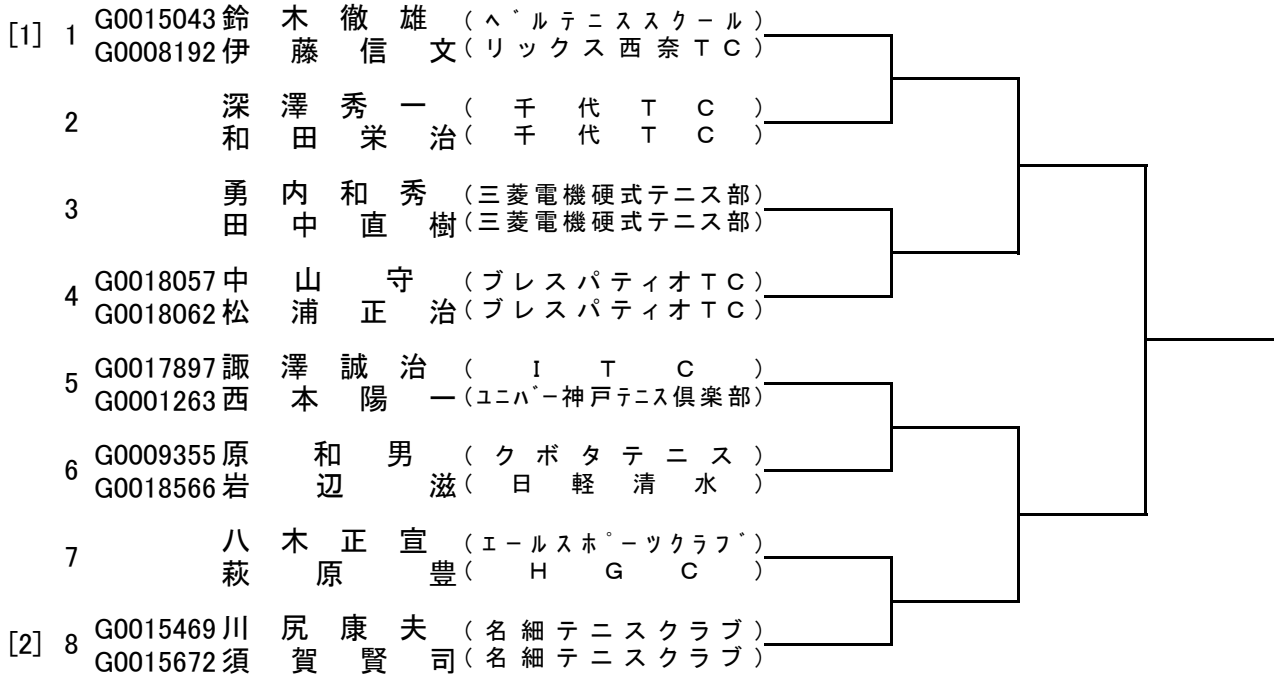 [1] 1 G0015043 鈴木徹雄 (ﾍﾞﾙテニススクール)
G0008192 伊藤信文 (リックス西奈TC)
2 深澤秀一 (千代TC)
和田栄治 (千代TC)
3 勇内和秀 (三菱電機硬式テニス部)
田中直樹 (三菱電機硬式テニス部)
4 G0018057 中山守 (ブレスパティオTC)
G0018062 松浦正治 (ブレスパティオTC)
5 G0017897 諏澤誠治 (ITC)
G0001263 西本陽一 (ﾕﾆﾊﾞｰ神戸ﾃﾆｽ倶楽部)
6 G0009355 原和男 (クボタテニス)
G0018566 岩辺滋 (日軽清水)
7 八木正宣 (ｴｰﾙｽﾎﾟｰﾂｸﾗﾌﾞ)
萩原豊 (HGC)
[2] 8 G0015469 川尻康夫 (名細テニスクラブ)
G0015672 須賀賢司 (名細テニスクラブ)